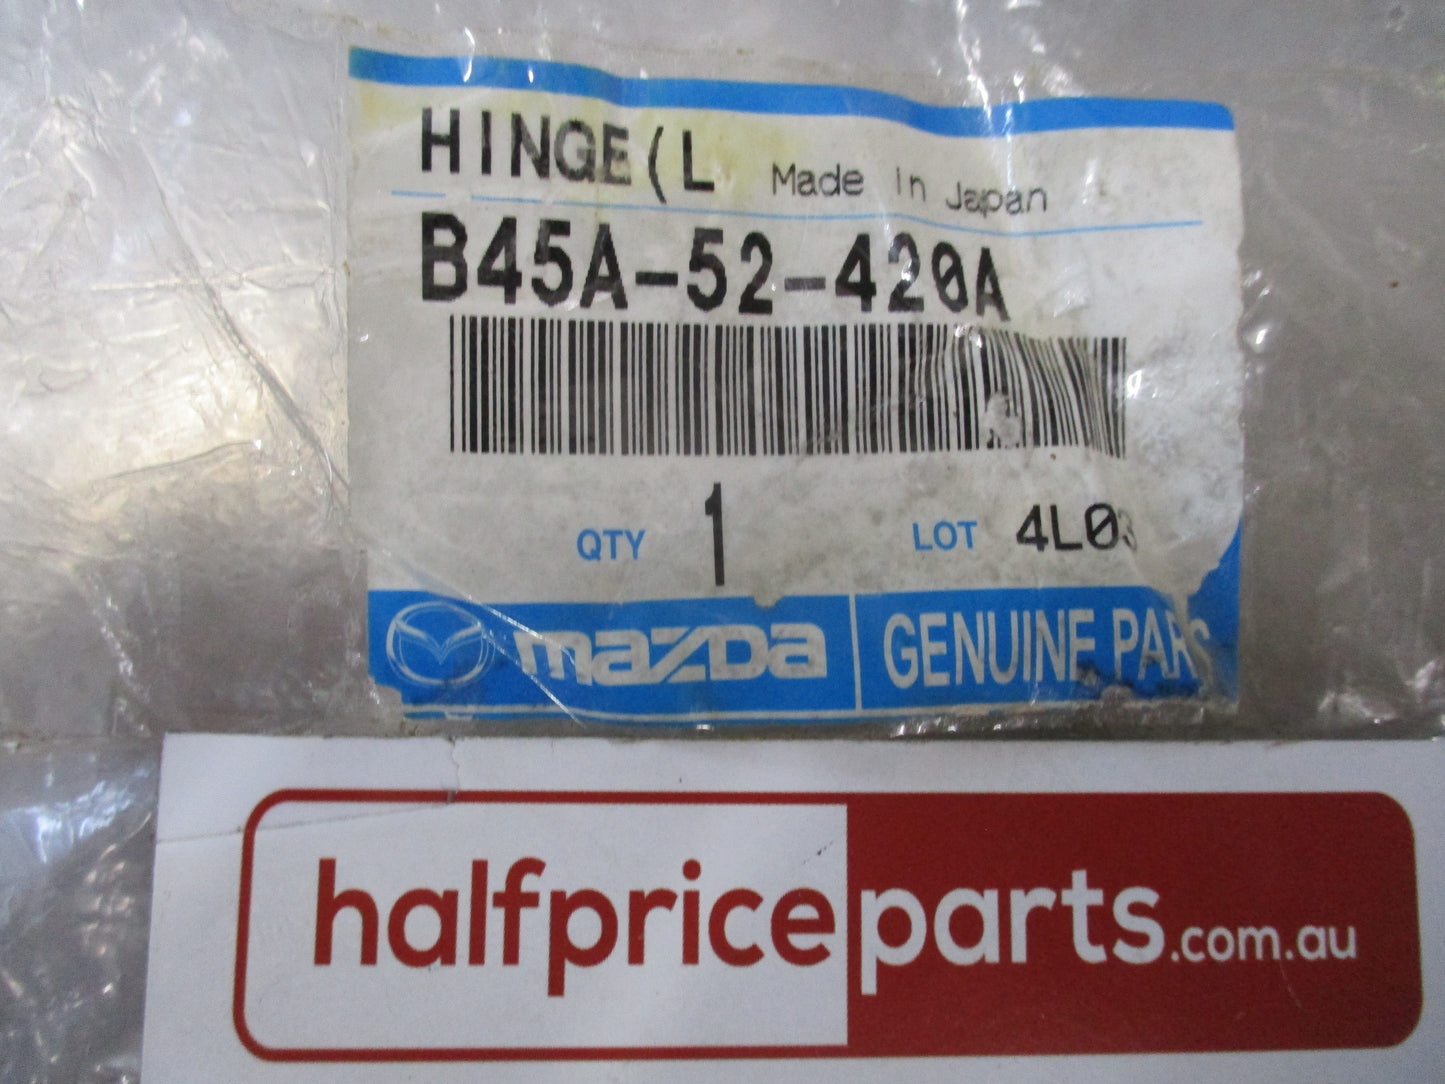 HINGE(L Made in Japan
B45A-52-420A
QTY 1 LOT 4L03
mazda GENUINE PARTS
halfpriceparts.com.au